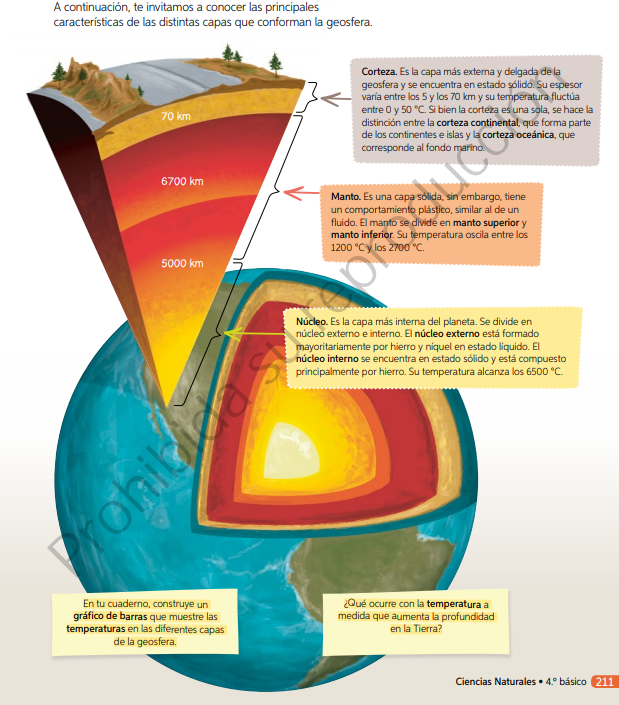 A continuación, te invitamos a conocer las principales
características de las distintas capas que conforman la geosfera.
Corteza. Es la capa más externa y delgada de la
geosfera y se encuentra en estado sólido. Su espesor
varía entre los 5 y los 70 km y su temperatura fluctúa
entre 0 y 50 °C. Si bien la corteza es una sola, se hace la
distinción entre la corteza continental, que forma parte
de los continentes e islas y la corteza oceánica, que
corresponde al fondo marino.
70 km
6700 km
Manto. Es una capa sólida, sin embargo, tiene
un comportamiento plástico, similar al de un
fluido. El manto se divide en manto superior y
manto inferior. Su temperatura oscila entre los
1200 °C y los 2700 °C.
5000 km
Núcleo. Es la capa más interna del planeta. Se divide en
núcleo externo e interno. El núcleo externo está formado
mayoritariamente por hierro y níquel en estado líquido. El
núcleo interno se encuentra en estado sólido y está compuesto
principalmente por hierro. Su temperatura alcanza los 6500 °C.
Prohibida su reproducción
En tu cuaderno, construye un
gráfico de barras que muestre las
temperaturas en las diferentes capas
de la geosfera.
¿Qué ocurre con la temperatura a
medida que aumenta la profundidad
en la Tierra?
Ciencias Naturales • 4.º básico 211